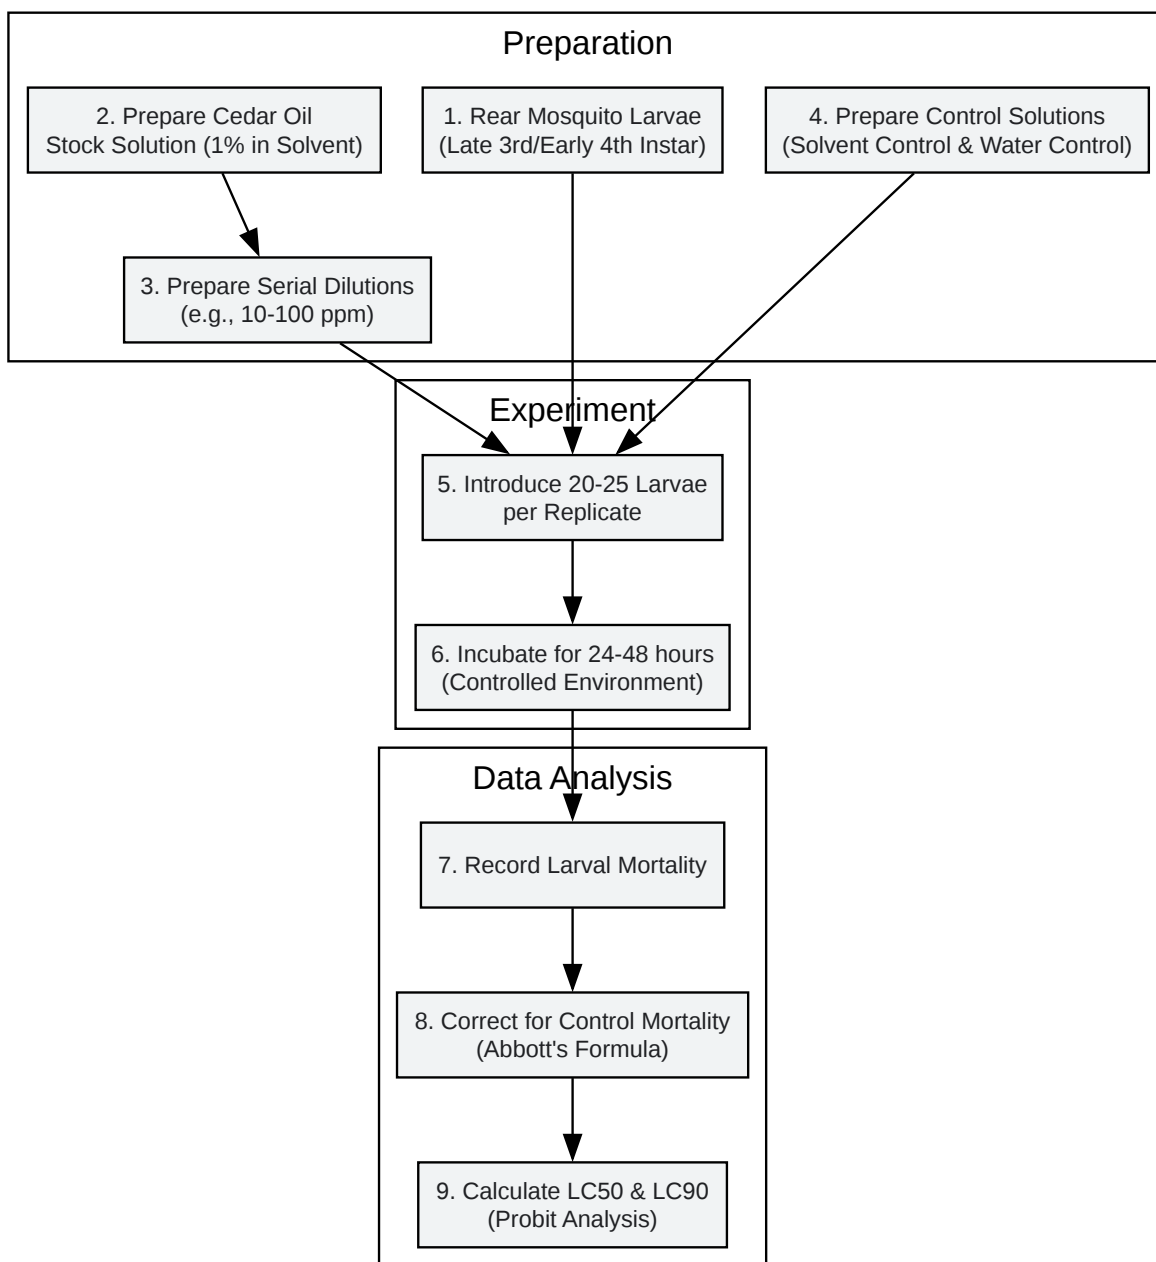 Preparation
2. Prepare Cedar Oil
Stock Solution (1% in Solvent)
1. Rear Mosquito Larvae
(Late 3rd/Early 4th Instar)
4. Prepare Control Solutions
(Solvent Control & Water Control)
3. Prepare Serial Dilutions
(e.g., 10-100 ppm)
Experiment
5. Introduce 20-25 Larvae
per Replicate
6. Incubate for 24-48 hours
(Controlled Environment)
Data Analysis
7. Record Larval Mortality
8. Correct for Control Mortality
(Abbott's Formula)
9. Calculate LC50 & LC90
(Probit Analysis)